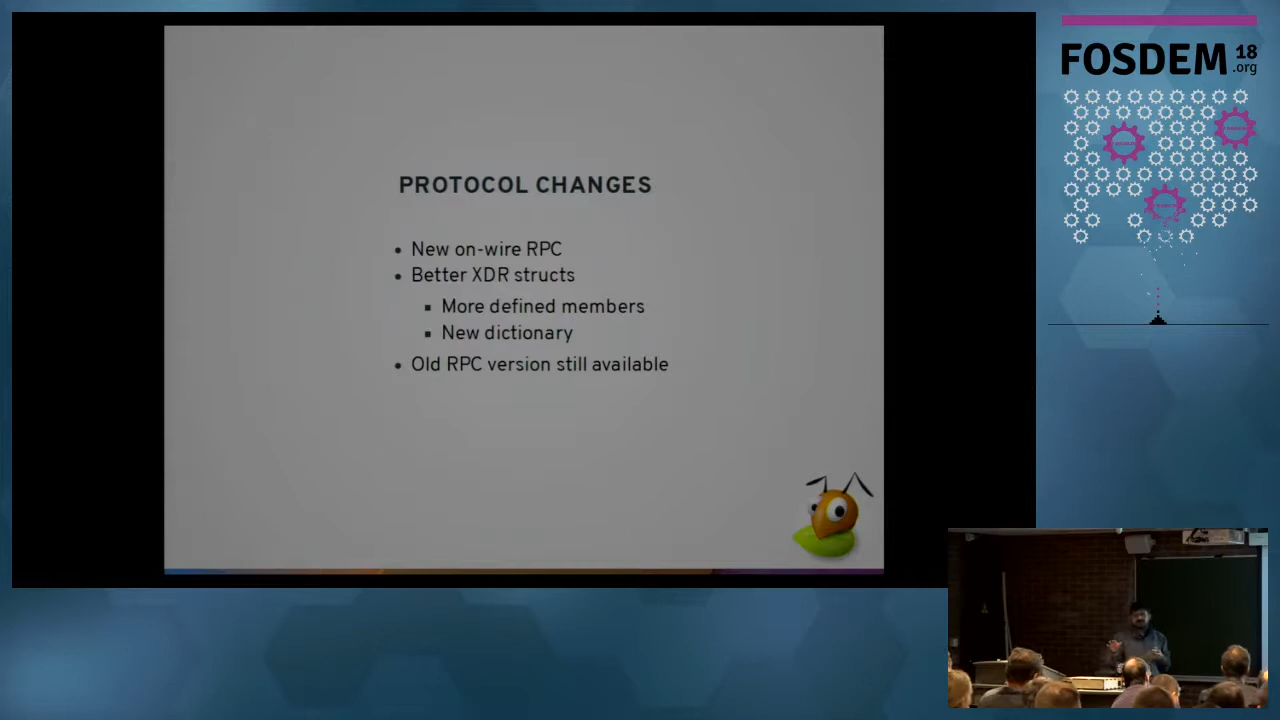 PROTOCOL CHANGES
New on-wire RPC
Better XDR structs
More defined members
New dictionary
Old RPC version still available
FOSDEM 18
.org